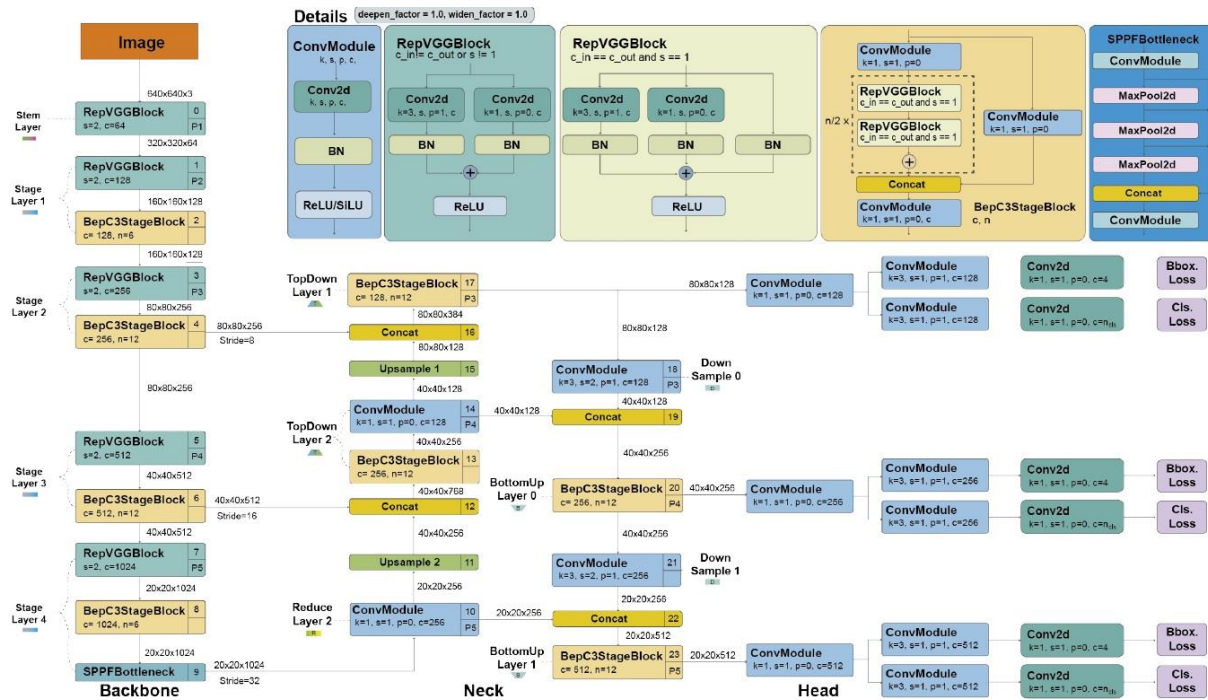 Details
deepen_factor = 1.0, widen_factor = 1.0
ConvModule
k, s, p, c,
Conv2d
k, s, p, c,
BN
ReLU/SiLU
RepVGGBlock
c_in!= c_out or s != 1
Conv2d
k=3, s, p=1, c
Conv2d
k=1, s, p=0, c
BN
BN
+
ReLU
RepVGGBlock
c_in == c_out and s == 1
Conv2d
k=3, s, p=1, c
Conv2d
k=1, s, p=0, c
BN
BN
BN
+
ReLU
ConvModule
k=1, s=1, p=0
n/2 ×
RepVGGBlock
c_in == c_out and s == 1
RepVGGBlock
c_in == c_out and s == 1
+
ConvModule
k=1, s=1, p=0
Concat
ConvModule
k=1, s=1, p=0, c
BepC3StageBlock
c, n
SPPFBottleneck
ConvModule
MaxPool2d
MaxPool2d
MaxPool2d
Concat
ConvModule
Image
640x640x3
Stem
Layer
RepVGGBlock
s=2, c=64
0
P1
320x320x64
Stage
Layer 1
RepVGGBlock
s=2, c=128
1
P2
160x160x128
BepC3StageBlock
c= 128, n=6
2
160x160x128
Stage
Layer 2
RepVGGBlock
s=2, c=256
3
P3
80x80x256
BepC3StageBlock
c= 256, n=12
4
80x80x256
Stride=8
80x80x256
Stage
Layer 3
RepVGGBlock
s=2, c=512
5
P4
40x40x512
BepC3StageBlock
c= 512, n=12
6
40x40x512
Stride=16
40x40x512
Stage
Layer 4
RepVGGBlock
s=2, c=1024
7
P5
20x20x1024
BepC3StageBlock
c= 1024, n=6
8
20x20x1024
SPPFBottleneck
9
20x20x1024
Stride=32
Backbone
TopDown
Layer 1
BepC3StageBlock
c= 128, n=12
17
P3
80x80x384
Concat
16
80x80x128
Upsample 1
15
40x40x128
TopDown
Layer 2
ConvModule
k=1, s=1, p=0, c=128
14
P4
40x40x128
40x40x256
BepC3StageBlock
c= 256, n=12
13
40x40x768
Concat
12
40x40x256
Upsample 2
11
20x20x256
Reduce
Layer 2
ConvModule
k=1, s=1, p=0, c=256
10
P5
20x20x256
80x80x128
80x80x128
ConvModule
k=3, s=2, p=1, c=128
18
P3
Down
Sample 0
40x40x128
Concat
19
40x40x256
BottomUp
Layer 0
BepC3StageBlock
c= 256, n=12
20
P4
40x40x256
40x40x256
ConvModule
k=3, s=2, p=1, c=256
21
Down
Sample 1
20x20x256
Concat
22
20x20x512
BottomUp
Layer 1
BepC3StageBlock
c= 512, n=12
23
P5
20x20x512
Neck
ConvModule
k=1, s=1, p=0, c=128
ConvModule
k=3, s=1, p=1, c=128
Conv2d
k=1, s=1, p=0, c=4
Bbox.
Loss
ConvModule
k=3, s=1, p=1, c=128
Conv2d
k=1, s=1, p=0, c=ncls
Cls.
Loss
ConvModule
k=1, s=1, p=0, c=256
ConvModule
k=3, s=1, p=1, c=256
Conv2d
k=1, s=1, p=0, c=4
Bbox.
Loss
ConvModule
k=3, s=1, p=1, c=256
Conv2d
k=1, s=1, p=0, c=ncls
Cls.
Loss
ConvModule
k=1, s=1, p=0, c=512
ConvModule
k=3, s=1, p=1, c=512
Conv2d
k=1, s=1, p=0, c=4
Bbox.
Loss
ConvModule
k=3, s=1, p=1, c=512
Conv2d
k=1, s=1, p=0, c=ncls
Cls.
Loss
Head